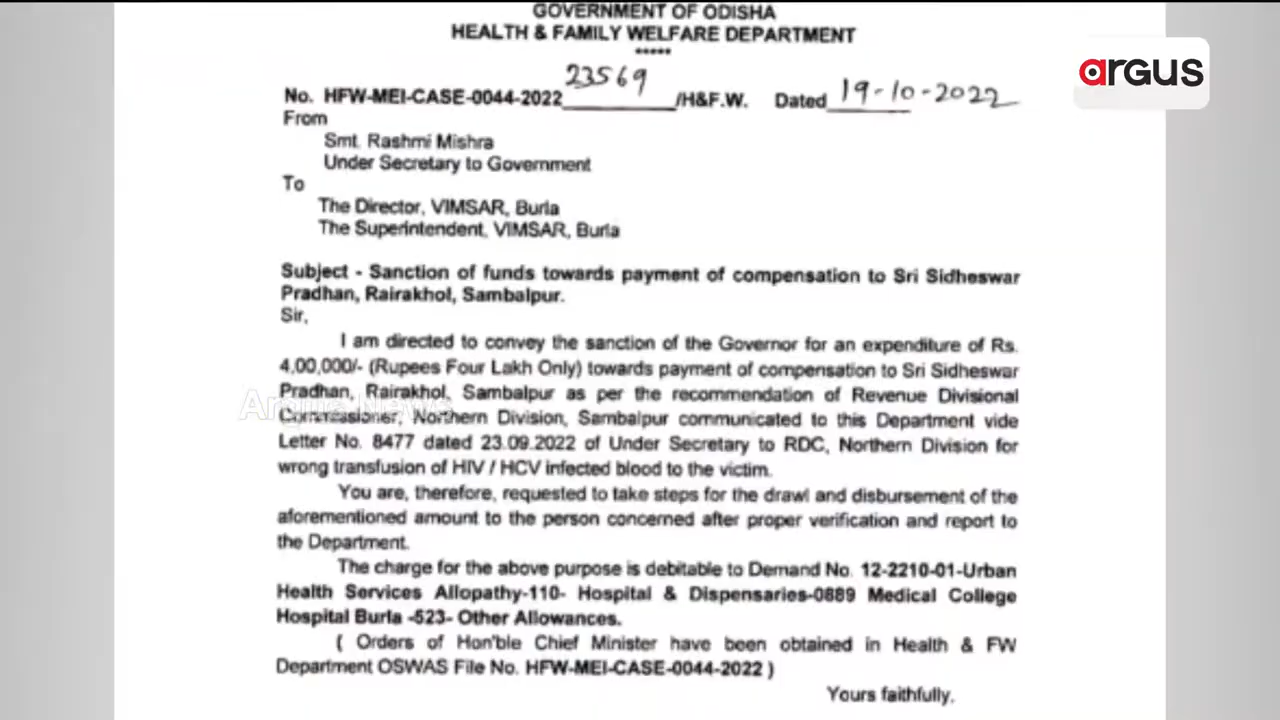 GOVERNMENT OF ODISHA
HEALTH & FAMILY WELFARE DEPARTMENT
*****
argus
No. HFW-MEI-CASE-0044-2022 23569 /H&F.W. Dated 19-10-2022
From
Smt. Rashmi Mishra
Under Secretary to Government
To
The Director, VIMSAR, Burla
The Superintendent, VIMSAR, Burla
Subject - Sanction of funds towards payment of compensation to Sri Sidheswar
Pradhan, Rairakhol, Sambalpur.
Sir,
I am directed to convey the sanction of the Governor for an expenditure of Rs.
4,00,000/- (Rupees Four Lakh Only) towards payment of compensation to Sri Sidheswar
Pradhan, Rairakhol, Sambalpur as per the recommendation of Revenue Divisional
Argus News
Commissioner, Northern Division, Sambalpur communicated to this Department vide
Letter No. 8477 dated 23.09.2022 of Under Secretary to RDC, Northern Division for
wrong transfusion of HIV / HCV infected blood to the victim.
You are, therefore, requested to take steps for the drawl and disbursement of the
aforementioned amount to the person concerned after proper verification and report to
the Department.
The charge for the above purpose is debitable to Demand No. 12-2210-01-Urban
Health Services Allopathy-110- Hospital & Dispensaries-0889 Medical College
Hospital Burla -523- Other Allowances.
( Orders of Hon'ble Chief Minister have been obtained in Health & FW
Department OSWAS File No. HFW-MEI-CASE-0044-2022 )
Yours faithfully,